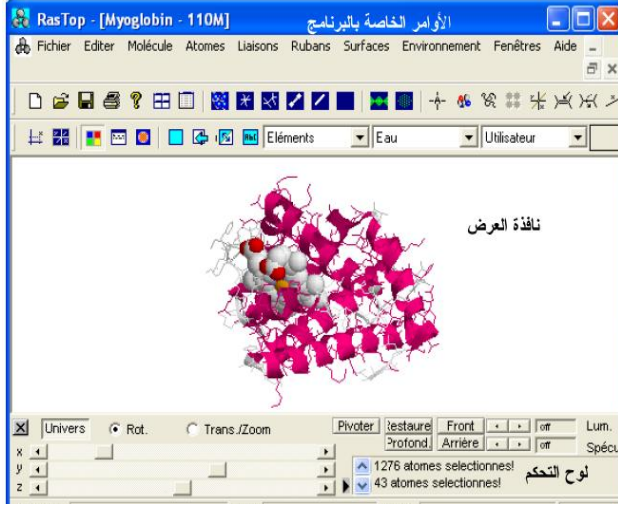 RasTop - [Myoglobin - 110M] الأوامر الخاصة بالبرنامج
Fichier Editer Molécule Atomes Liaisons Rubans Surfaces Environnement Fenêtres Aide
Eléments Eau Utilisateur
نافذة العرض
Univers Rot. Trans./Zoom Pivoter Restaure Front off Lum.
Profond. Arrière off Spécu
x
y 1276 atomes selectionnes!
z 43 atomes selectionnes! لوح التحكم